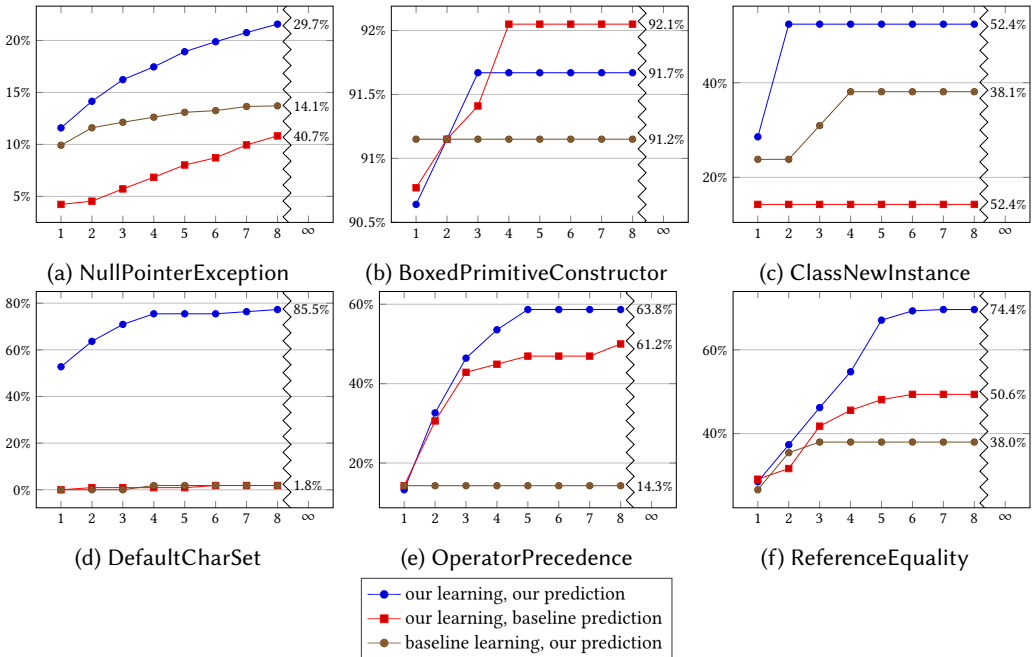 20%
15%
10%
5%
29.7%
14.1%
40.7%
1 2 3 4 5 6 7 8 ∞
(a) NullPointerException
92%
91.5%
91%
90.5%
92.1%
91.7%
91.2%
1 2 3 4 5 6 7 8 ∞
(b) BoxedPrimitiveConstructor
40%
20%
52.4%
38.1%
52.4%
1 2 3 4 5 6 7 8 ∞
(c) ClassNewInstance
80%
60%
40%
20%
0%
85.5%
1.8%
1 2 3 4 5 6 7 8 ∞
(d) DefaultCharSet
60%
40%
20%
63.8%
61.2%
14.3%
1 2 3 4 5 6 7 8 ∞
(e) OperatorPrecedence
60%
40%
74.4%
50.6%
38.0%
1 2 3 4 5 6 7 8 ∞
(f) ReferenceEquality
our learning, our prediction
our learning, baseline prediction
baseline learning, our prediction